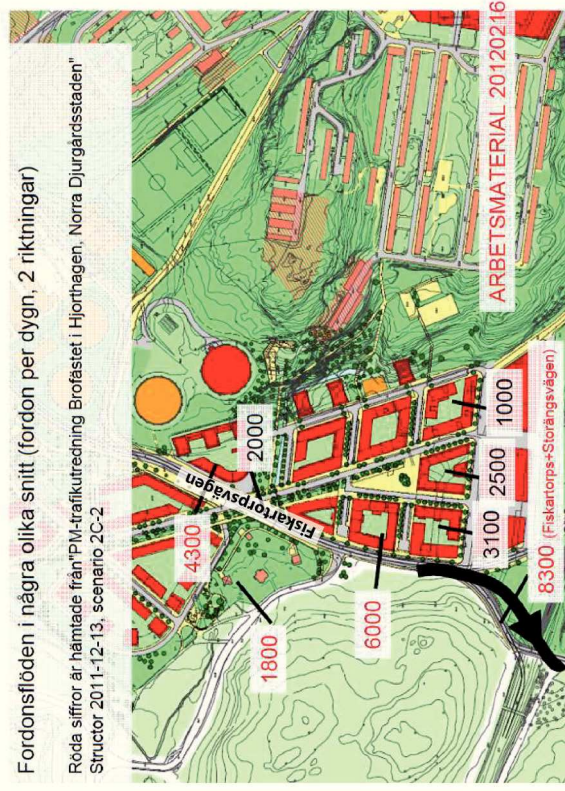 Fordonsflöden i några olika snitt (fordon per dygn, 2 riktningar)
Röda siffror är hämtade från"PM-trafikutredning Brofästet i Hjorthagen, Norra Djurgårdsstaden"
Structor 2011-12-13, scenario 2C-2
4300
2000
Fiskartorpsvägen
1800
6000
3100
2500
1000
8300 (Fiskartorps+Storängsvägen)
ARBETSMATERIAL 20120216